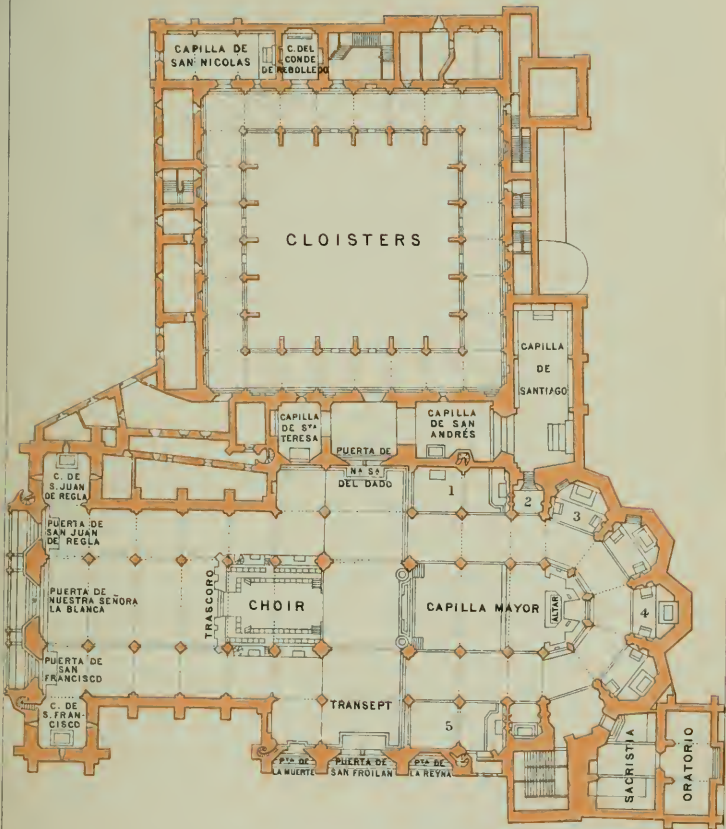 CAPILLA DE
SAN NICOLAS
C. DEL
CONDE
DE REBOLLEDO
CLOISTERS
CAPILLA
DE
SANTIAGO
CAPILLA
DE Sᵀᴬ
TERESA
PUERTA DE
Nᴬ Sᴬ
DEL DADO
CAPILLA
DE SAN
ANDRÉS
C. DE
S. JUAN
DE REGLA
PUERTA DE
SAN JUAN
DE REGLA
PUERTA DE
NUESTRA SEÑORA
LA BLANCA
PUERTA DE
SAN
FRANCISCO
C. DE
S. FRAN-
CISCO
TRASCORO
CHOIR
CAPILLA MAYOR
ALTAR
1
2
3
4
5
TRANSEPT
Pᵀᴬ DE
LA MUERTE
PUERTA DE
SAN FROILAN
Pᵀᴬ DE
LA REYNA
SACRISTIA
ORATORIO